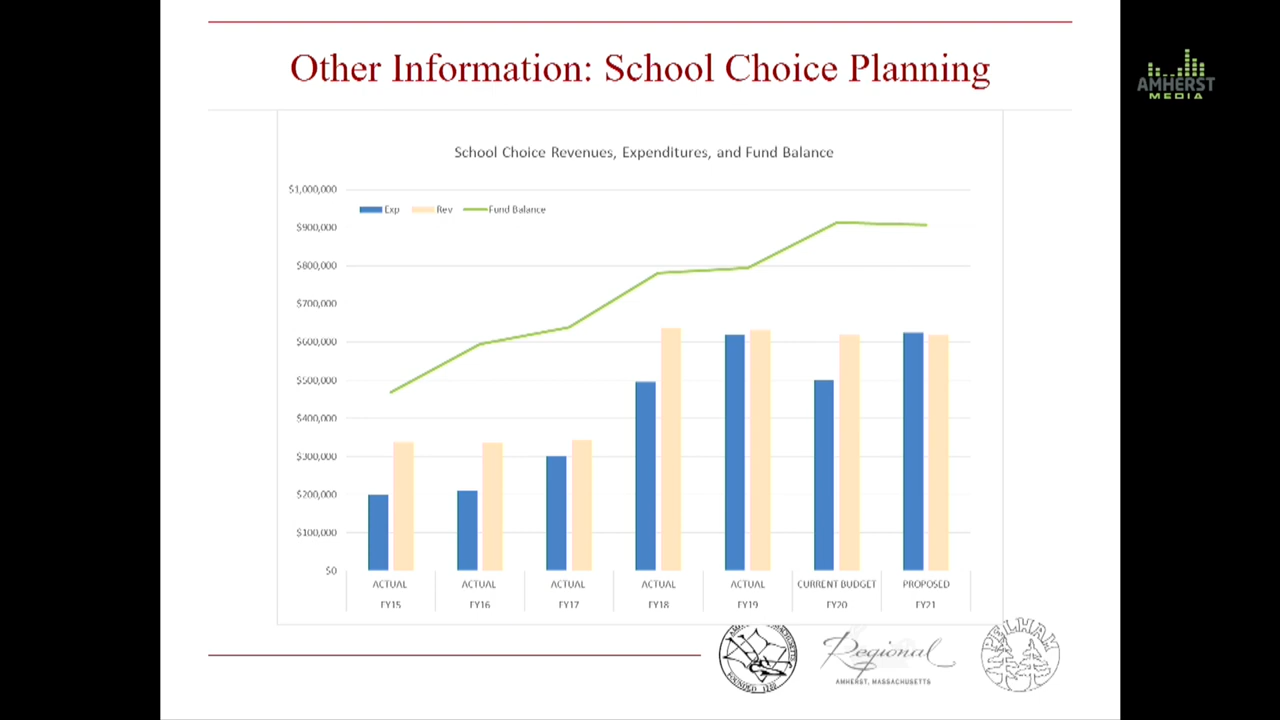 Other Information: School Choice Planning
AMHERST
MEDIA
School Choice Revenues, Expenditures, and Fund Balance
$1,000,000
Exp Rev Fund Balance
$900,000
$800,000
$700,000
$600,000
$500,000
$400,000
$300,000
$200,000
$100,000
$0
ACTUAL ACTUAL ACTUAL ACTUAL ACTUAL CURRENT BUDGET PROPOSED
FY15 FY16 FY17 FY18 FY19 FY20 FY21
Regional
AMHERST, MASSACHUSETTS
PELHAM